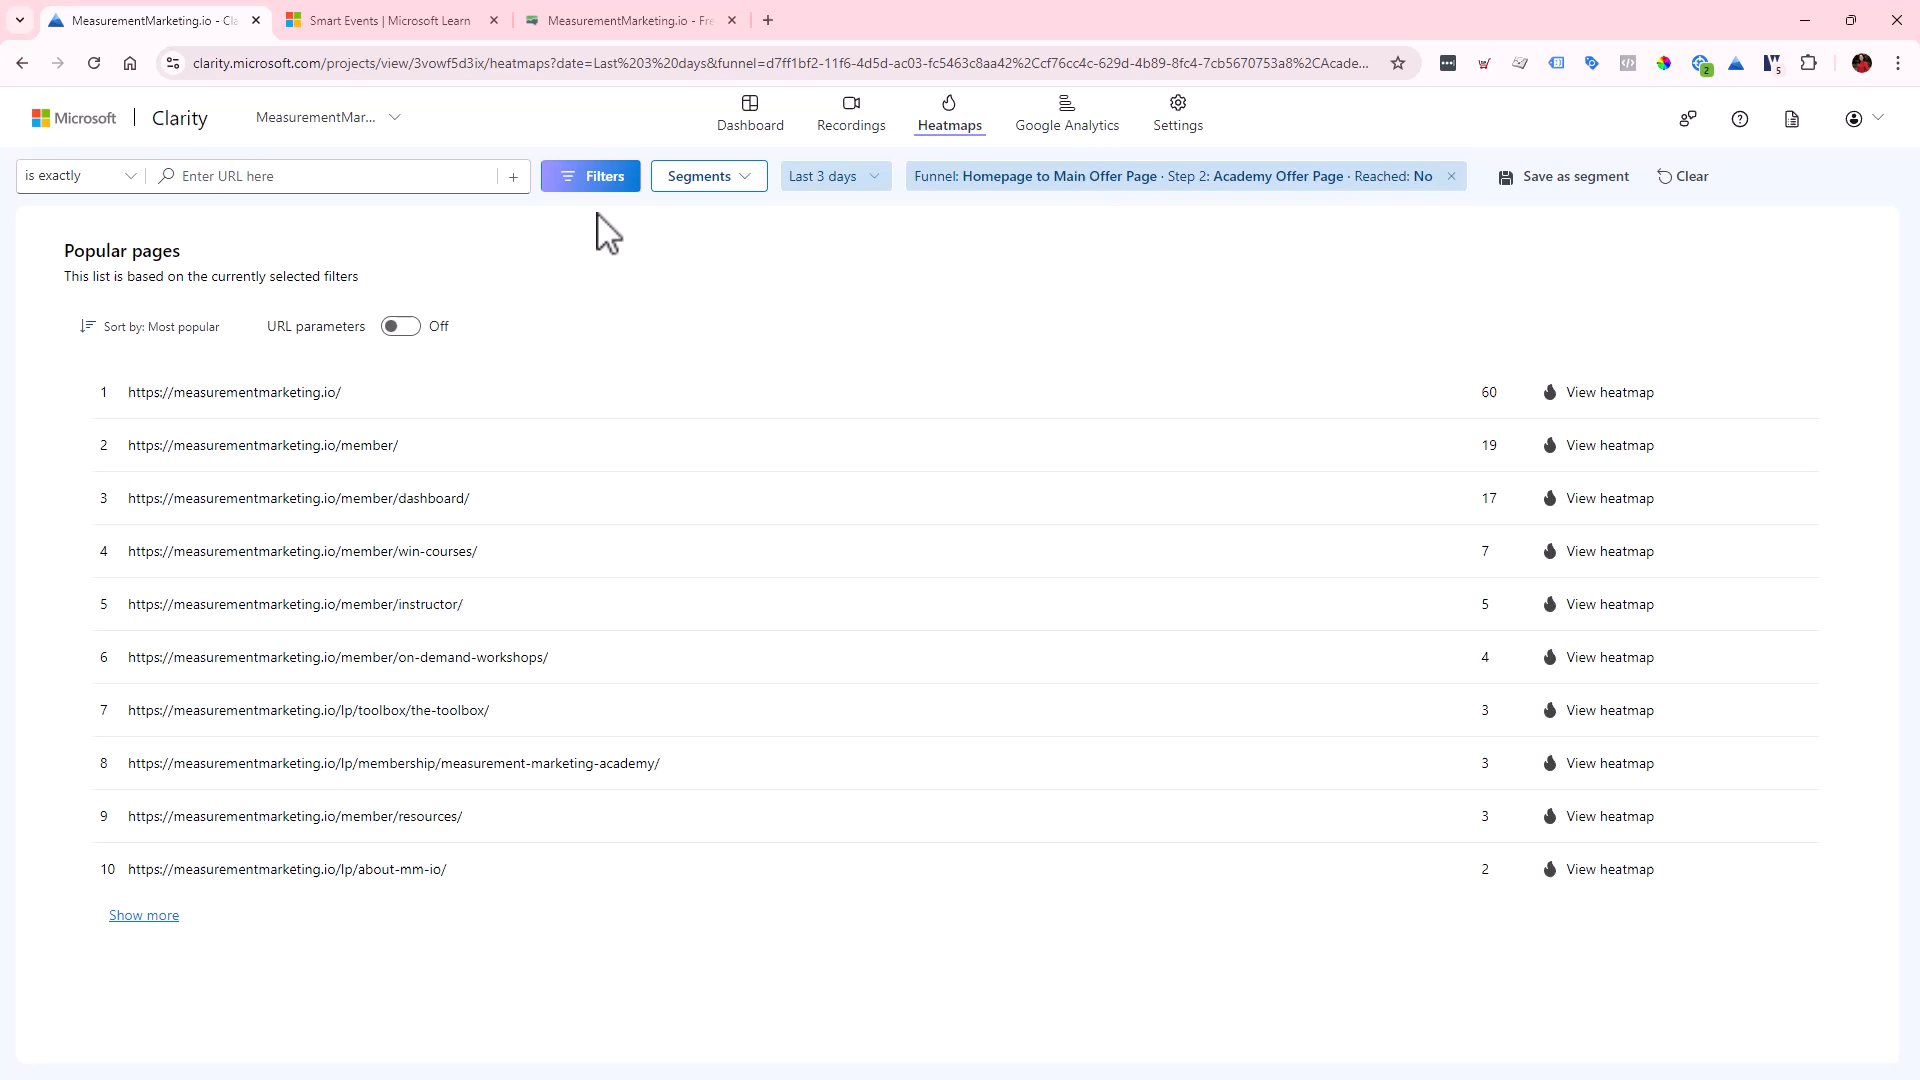 MeasurementMarketing.io - Cla
Smart Events | Microsoft Learn
MeasurementMarketing.io - Fre
clarity.microsoft.com/projects/view/3vowf5d3ix/heatmaps?date=Last%203%20days&funnel=d7ff1bf2-11f6-4d5d-ac03-fc5463c8aa42%2Ccf76cc4c-629d-4b89-8fc4-7cb5670753a8%2CAcade...
2
5
Microsoft | Clarity
MeasurementMar...
Dashboard
Recordings
Heatmaps
Google Analytics
Settings
is exactly
Enter URL here
Filters
Segments
Last 3 days
Funnel: Homepage to Main Offer Page · Step 2: Academy Offer Page · Reached: No
Save as segment
Clear
Popular pages
This list is based on the currently selected filters
Sort by: Most popular
URL parameters
Off
1 https://measurementmarketing.io/ 60 View heatmap
2 https://measurementmarketing.io/member/ 19 View heatmap
3 https://measurementmarketing.io/member/dashboard/ 17 View heatmap
4 https://measurementmarketing.io/member/win-courses/ 7 View heatmap
5 https://measurementmarketing.io/member/instructor/ 5 View heatmap
6 https://measurementmarketing.io/member/on-demand-workshops/ 4 View heatmap
7 https://measurementmarketing.io/lp/toolbox/the-toolbox/ 3 View heatmap
8 https://measurementmarketing.io/lp/membership/measurement-marketing-academy/ 3 View heatmap
9 https://measurementmarketing.io/member/resources/ 3 View heatmap
10 https://measurementmarketing.io/lp/about-mm-io/ 2 View heatmap
Show more